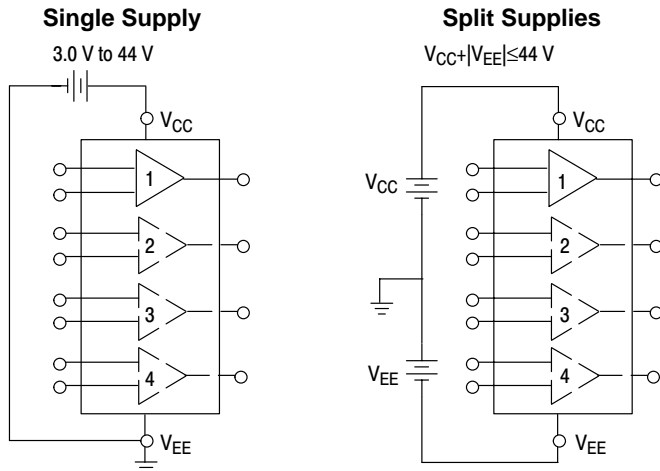 Single Supply
3.0 V to 44 V
VCC
1
2
3
4
VEE
Split Supplies
VCC+|VEE|≤44 V
VCC
VCC
1
2
3
4
VEE
VEE